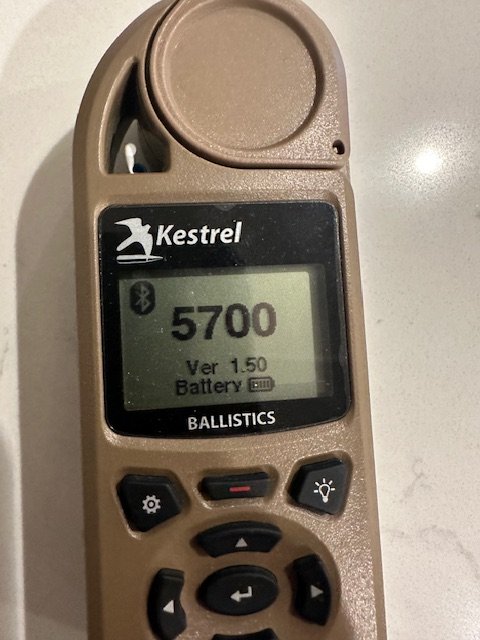 Kestrel
5700
Ver 1.50
Battery
BALLISTICS